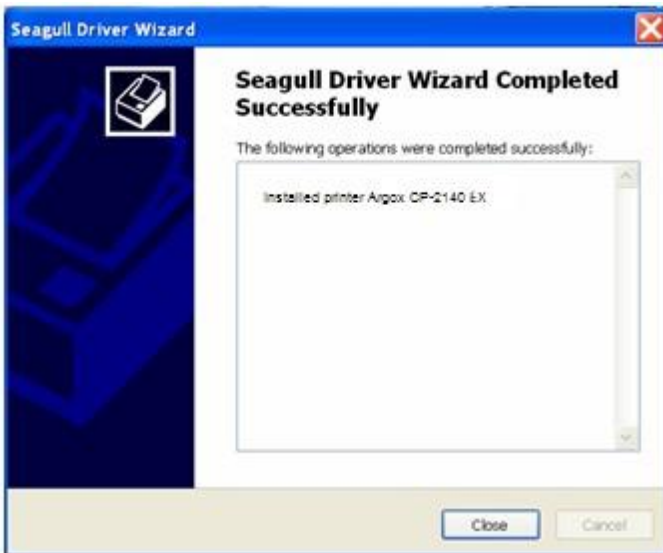 Seagull Driver Wizard
Seagull Driver Wizard Completed
Successfully
The following operations were completed successfully:
Installed printer Argox CP-2140 EX
Close
Cancel